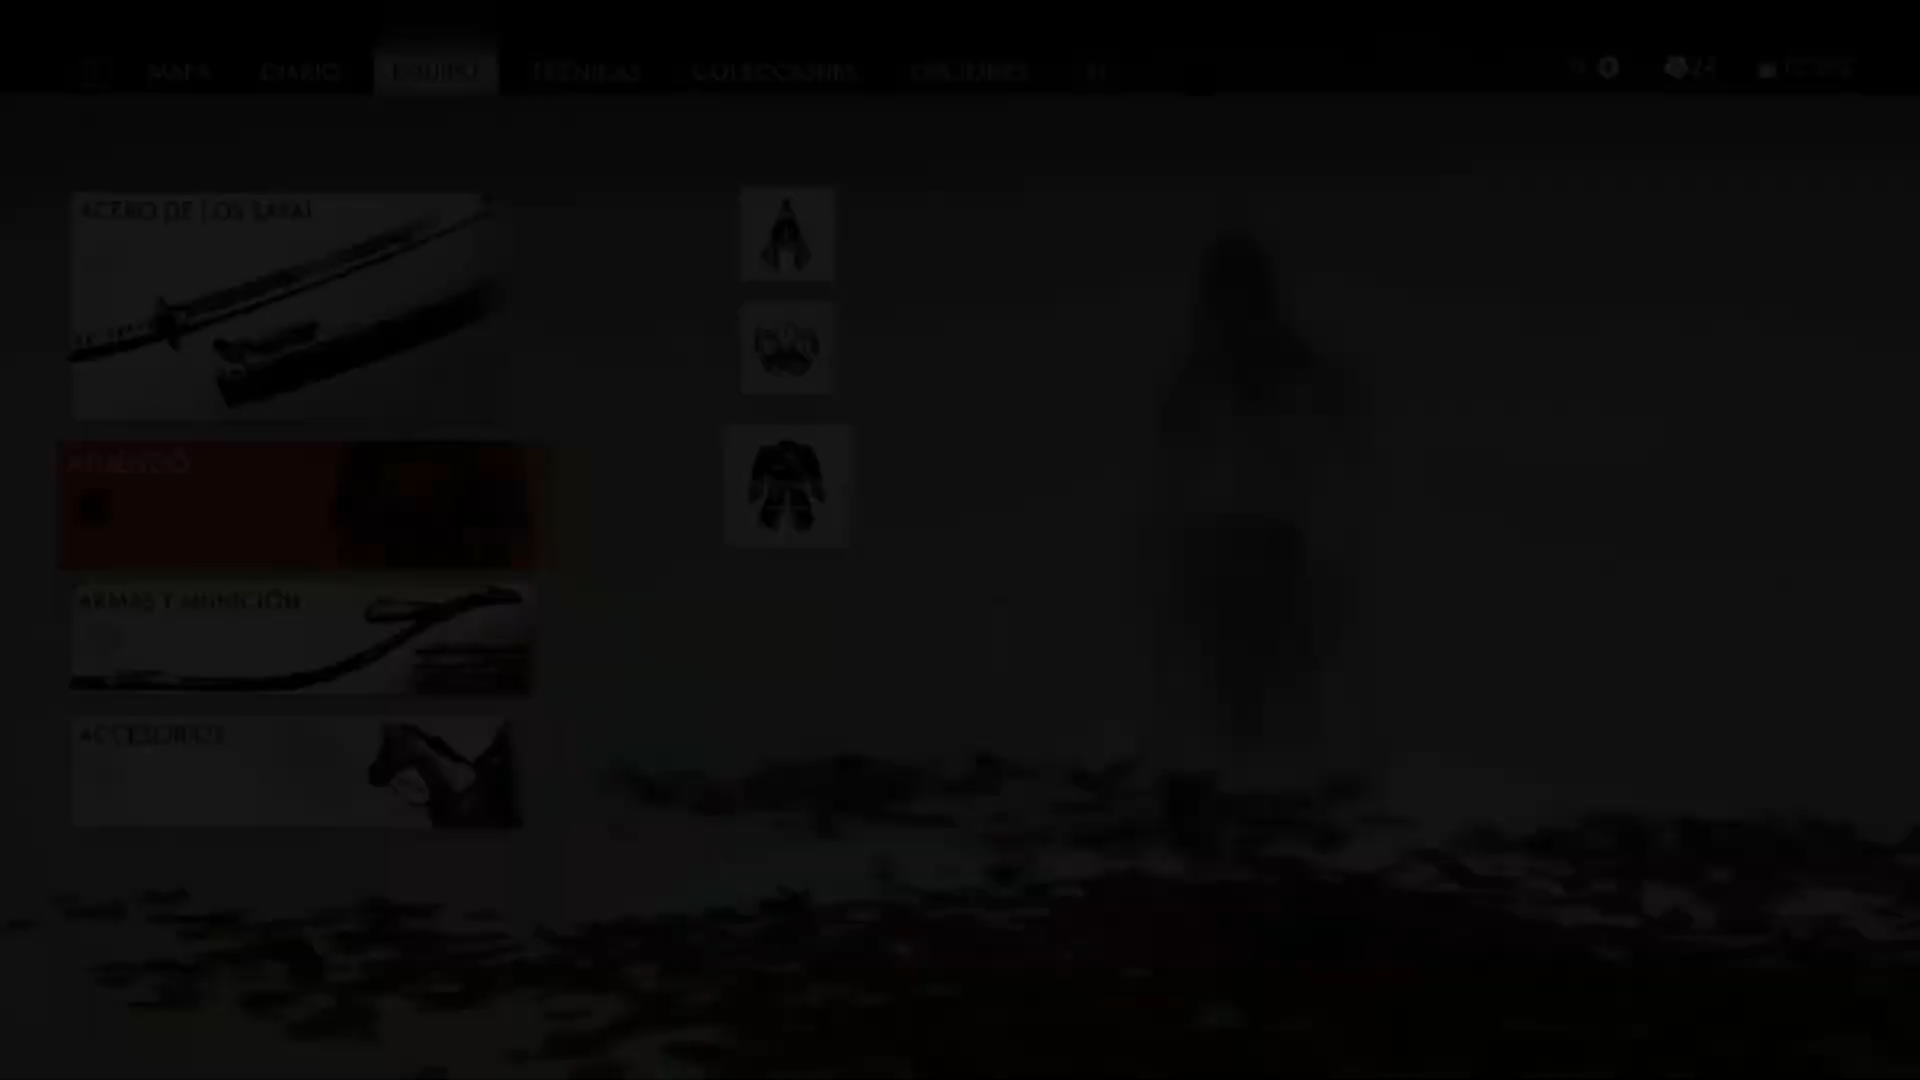 MAPA DIARIO EQUIPO TÉCNICAS COLECCIONES OPCIONES
ACERO DE LOS SAKAI
ATUENDO
ARMAS Y MUNICIÓN
ACCESORIOS